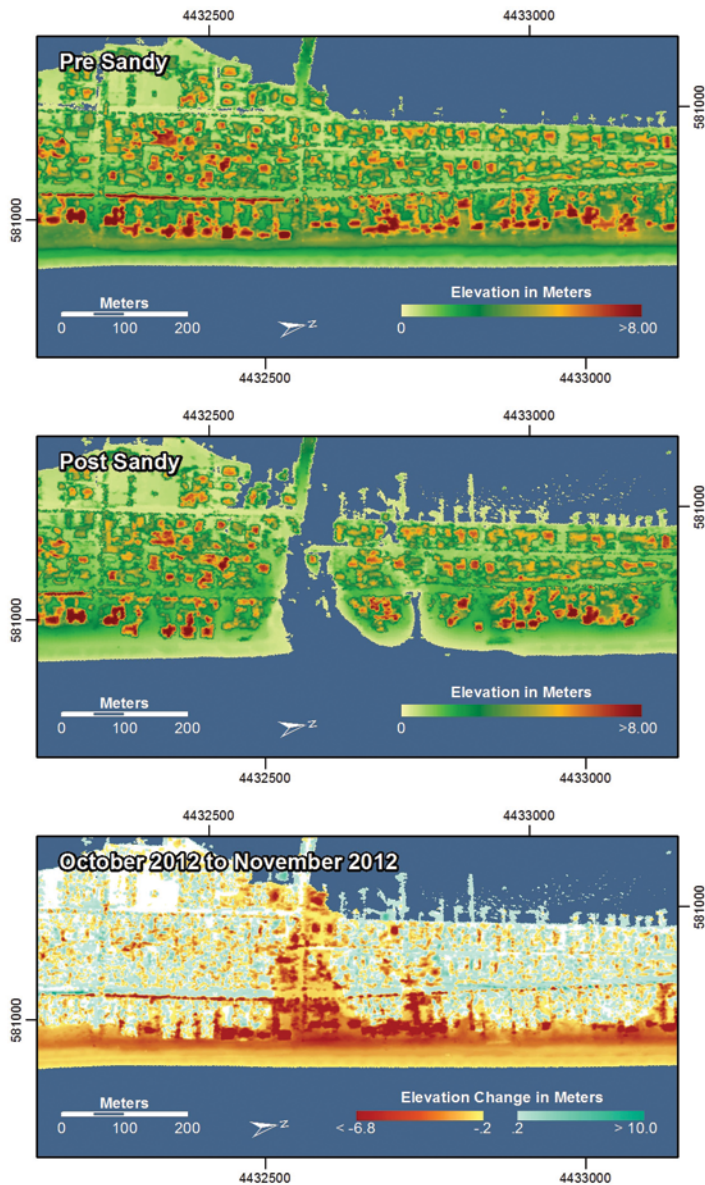 4432500 4433000
Pre Sandy
581000
581000
Meters
0 100 200
Z
Elevation in Meters
0 >8.00
4432500 4433000
4432500 4433000
Post Sandy
581000
581000
Meters
0 100 200
Z
Elevation in Meters
0 >8.00
4432500 4433000
4432500 4433000
October 2012 to November 2012
581000
581000
Meters
0 100 200
Z
Elevation Change in Meters
< -6.8 -.2 .2 > 10.0
4432500 4433000